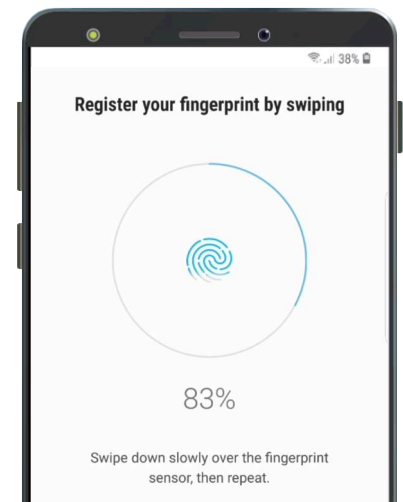 38%
Register your fingerprint by swiping
83%
Swipe down slowly over the fingerprint
sensor, then repeat.